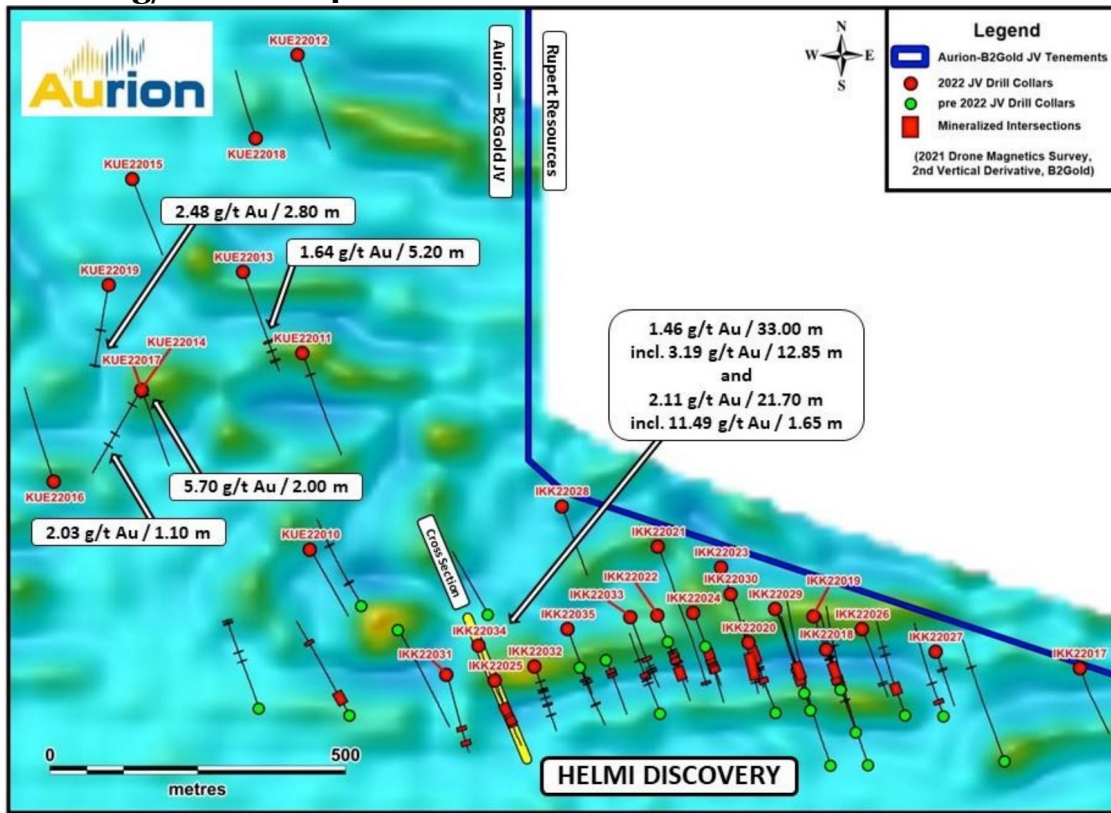 Aurion
Aurion – B2Gold JV
Rupert Resources
N
W E
S
Legend
Aurion-B2Gold JV Tenements
2022 JV Drill Collars
pre 2022 JV Drill Collars
Mineralized Intersections
(2021 Drone Magnetics Survey,
2nd Vertical Derivative, B2Gold)
KUE22012
KUE22018
KUE22015
2.48 g/t Au / 2.80 m
1.64 g/t Au / 5.20 m
KUE22013
KUE22019
KUE22014
KUE22011
KUE22017
1.46 g/t Au / 33.00 m
incl. 3.19 g/t Au / 12.85 m
and
2.11 g/t Au / 21.70 m
incl. 11.49 g/t Au / 1.65 m
5.70 g/t Au / 2.00 m
KUE22016
2.03 g/t Au / 1.10 m
KUE22010
Cross Section
IKK22028
IKK22021
IKK22023
IKK22022
IKK22030
IKK22019
IKK22033
IKK22024
IKK22029
IKK22035
IKK22026
IKK22034
IKK22020
IKK22018
IKK22027
IKK22031
IKK22032
IKK22017
IKK22025
0 500
metres
HELMI DISCOVERY